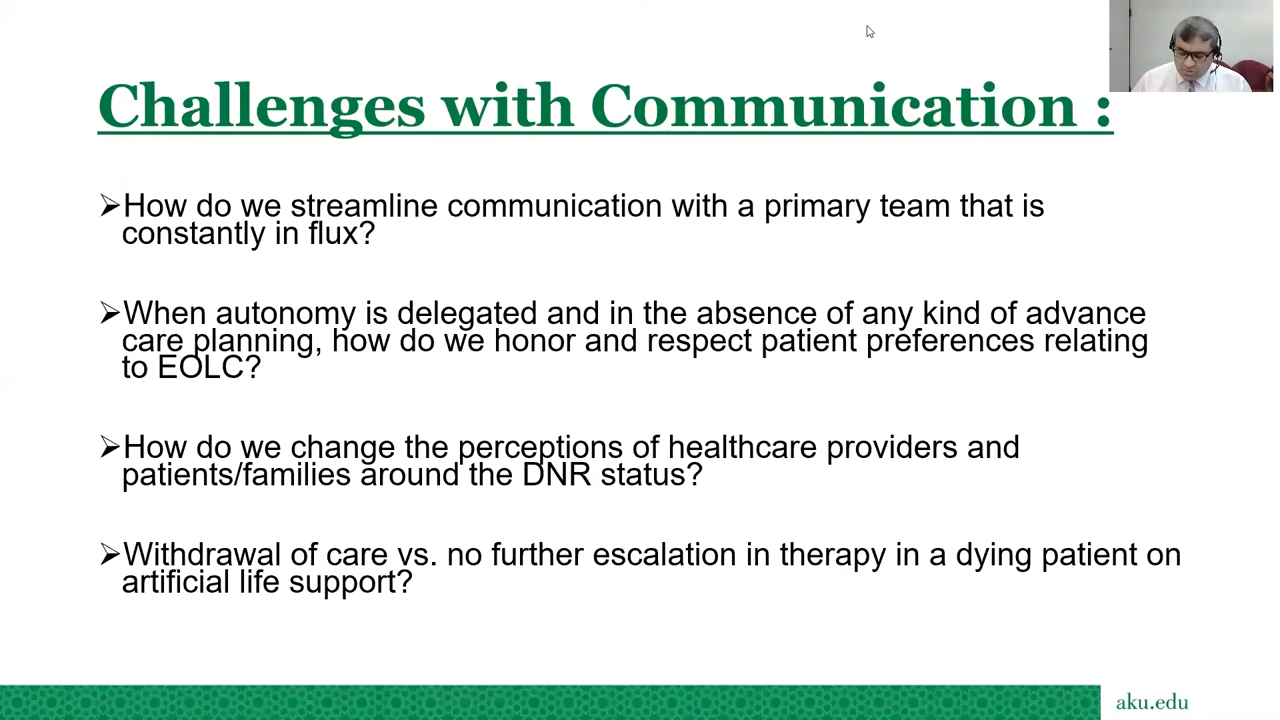 Challenges with Communication :
➢How do we streamline communication with a primary team that is
constantly in flux?
➢When autonomy is delegated and in the absence of any kind of advance
care planning, how do we honor and respect patient preferences relating
to EOLC?
➢How do we change the perceptions of healthcare providers and
patients/families around the DNR status?
➢Withdrawal of care vs. no further escalation in therapy in a dying patient on
artificial life support?
aku.edu